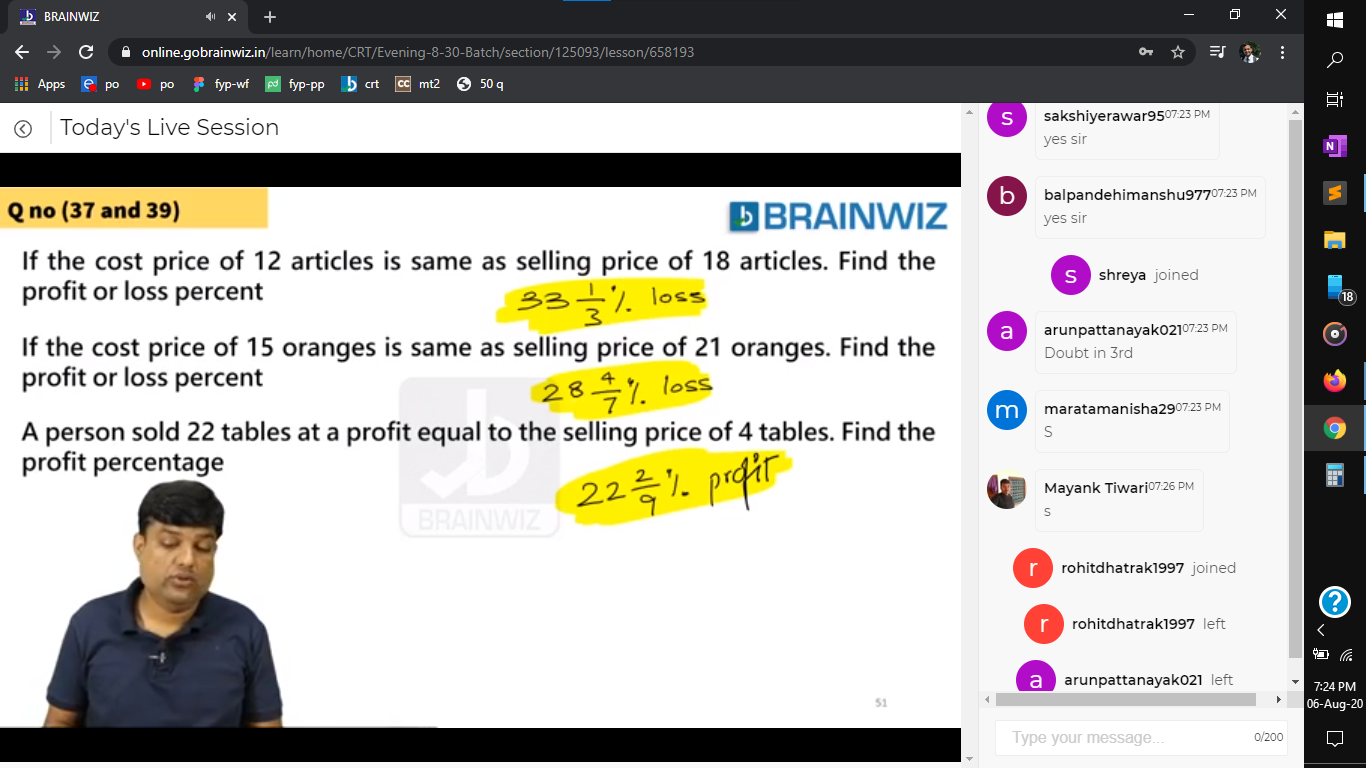 BRAINWIZ
online.gobrainwiz.in/learn/home/CRT/Evening-8-30-Batch/section/125093/lesson/658193
Apps po po fyp-wf fyp-pp crt CC mt2 50 q
Today's Live Session
Q no (37 and 39)
BRAINWIZ
If the cost price of 12 articles is same as selling price of 18 articles. Find the
profit or loss percent
33 1/3 % loss
If the cost price of 15 oranges is same as selling price of 21 oranges. Find the
profit or loss percent
28 4/7 % loss
A person sold 22 tables at a profit equal to the selling price of 4 tables. Find the
profit percentage
22 2/9 % profit
BRAINWIZ
51
s
sakshiyerawar95 07:23 PM
yes sir
b
balpandehimanshu977 07:23 PM
yes sir
s
shreya joined
a
arunpattanayak021 07:23 PM
Doubt in 3rd
m
maratamanisha29 07:23 PM
S
Mayank Tiwari 07:26 PM
s
r
rohitdhatrak1997 joined
r
rohitdhatrak1997 left
a
arunpattanayak021 left
Type your message... 0/200
N
18
?
7:24 PM
06-Aug-20